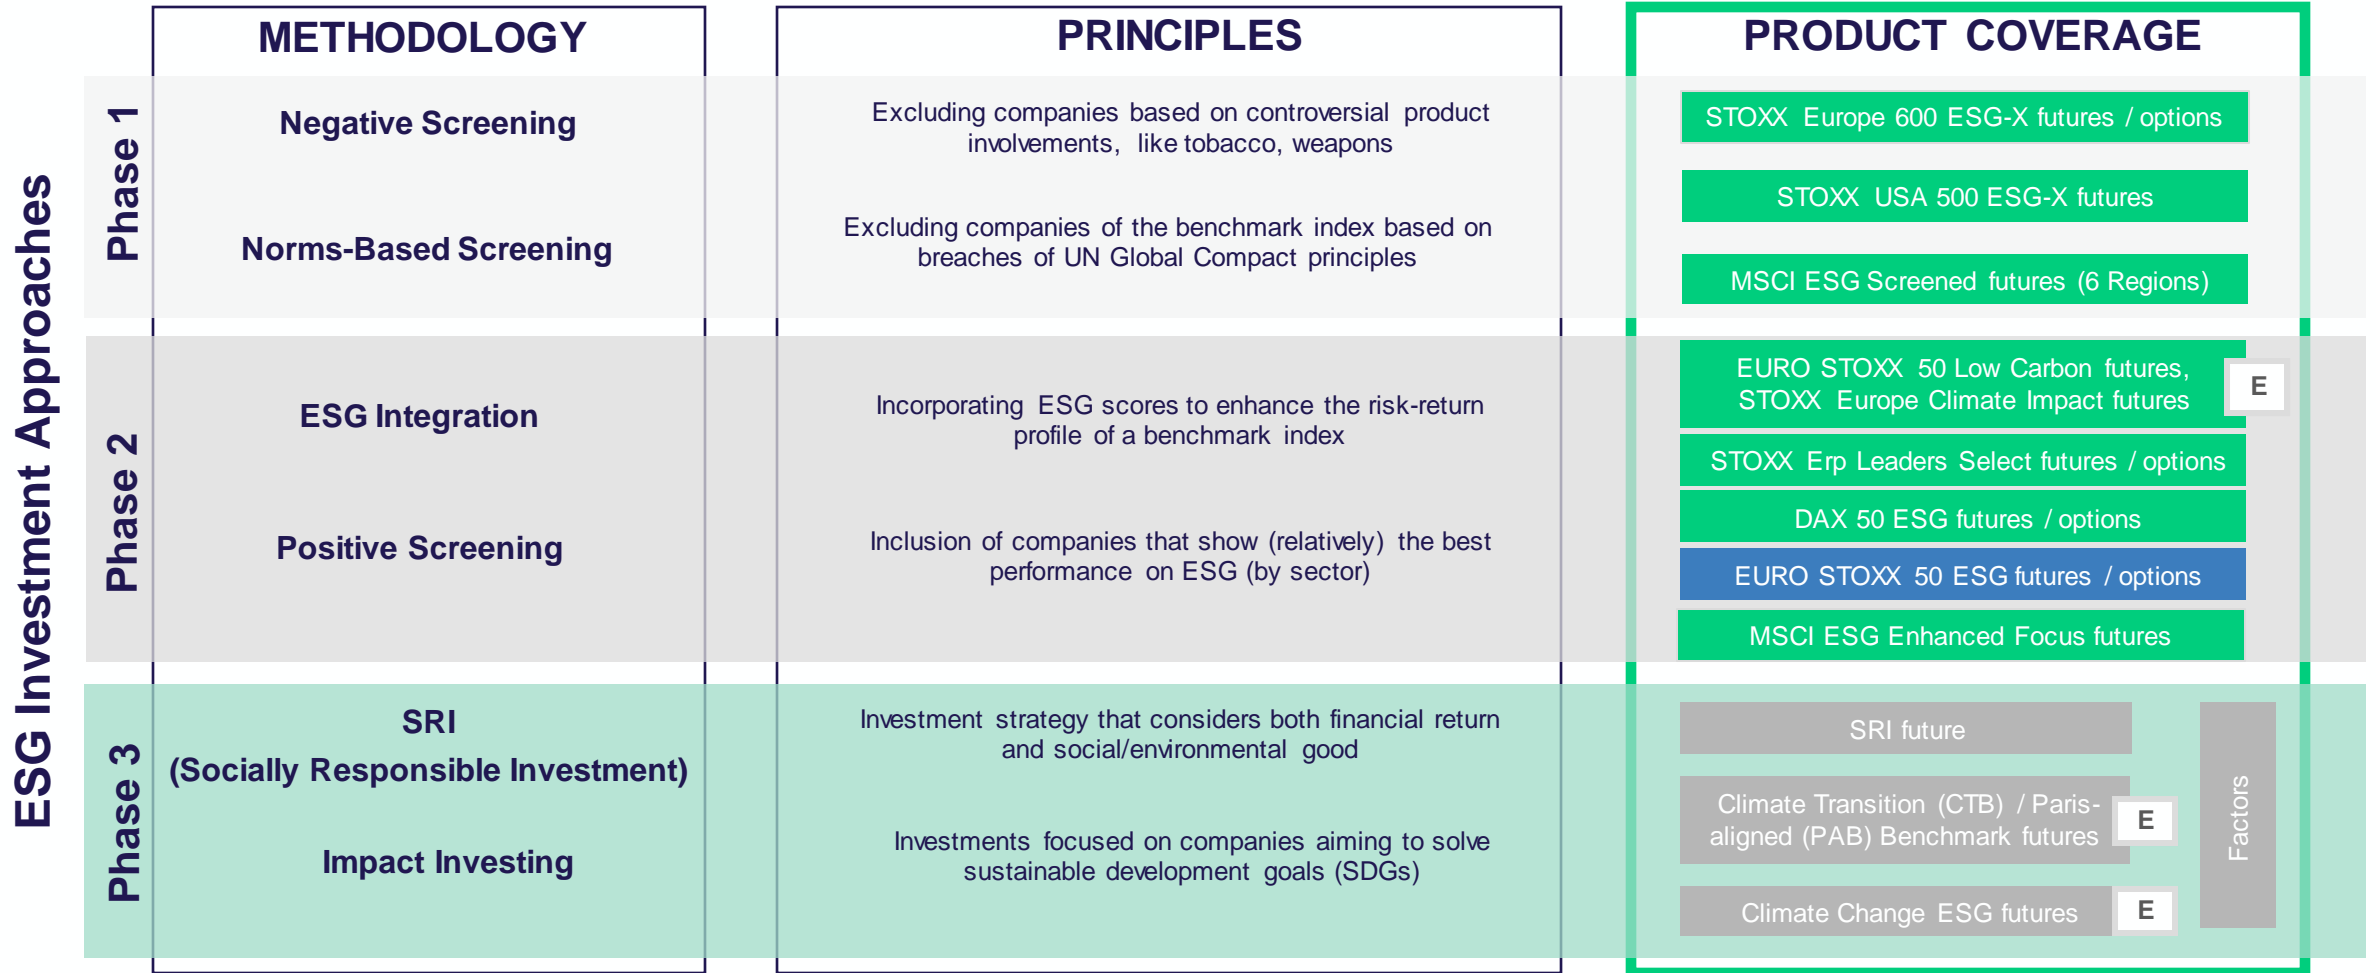 ESG Investment Approaches
METHODOLOGY
PRINCIPLES
PRODUCT COVERAGE
Phase 1
Negative Screening
Excluding companies based on controversial product
involvements, like tobacco, weapons
Norms-Based Screening
Excluding companies of the benchmark index based on
breaches of UN Global Compact principles
STOXX Europe 600 ESG-X futures / options
STOXX USA 500 ESG-X futures
MSCI ESG Screened futures (6 Regions)
Phase 2
ESG Integration
Incorporating ESG scores to enhance the risk-return
profile of a benchmark index
Positive Screening
Inclusion of companies that show (relatively) the best
performance on ESG (by sector)
EURO STOXX 50 Low Carbon futures,
STOXX Europe Climate Impact futures
E
STOXX Erp Leaders Select futures / options
DAX 50 ESG futures / options
EURO STOXX 50 ESG futures / options
MSCI ESG Enhanced Focus futures
Phase 3
SRI
(Socially Responsible Investment)
Investment strategy that considers both financial return
and social/environmental good
Impact Investing
Investments focused on companies aiming to solve
sustainable development goals (SDGs)
SRI future
Climate Transition (CTB) / Paris-
aligned (PAB) Benchmark futures
E
Climate Change ESG futures
E
Factors